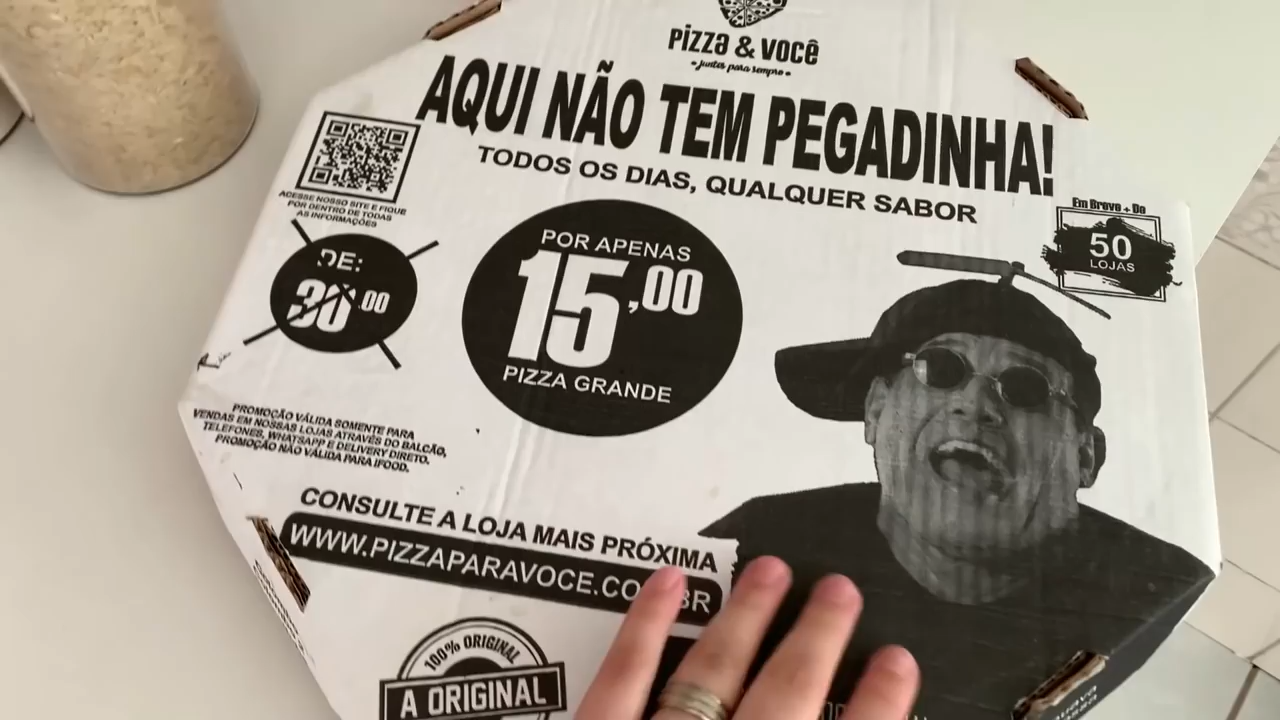 PIZZA & VOCÊ
juntos para sempre
AQUI NÃO TEM PEGADINHA!
TODOS OS DIAS, QUALQUER SABOR
ACESSE NOSSO SITE E FIQUE
POR DENTRO DE TODAS
AS INFORMAÇÕES
Em Breve + De
50
LOJAS
DE:
30,00
POR APENAS
15,00
PIZZA GRANDE
PROMOÇÃO VÁLIDA SOMENTE PARA
VENDAS EM NOSSAS LOJAS ATRAVÉS DO BALCÃO,
TELEFONES, WHATSAPP E DELIVERY DIRETO.
PROMOÇÃO NÃO VÁLIDA PARA IFOOD.
CONSULTE A LOJA MAIS PRÓXIMA
WWW.PIZZAPARAVOCE.CO BR
100% ORIGINAL
A ORIGINAL